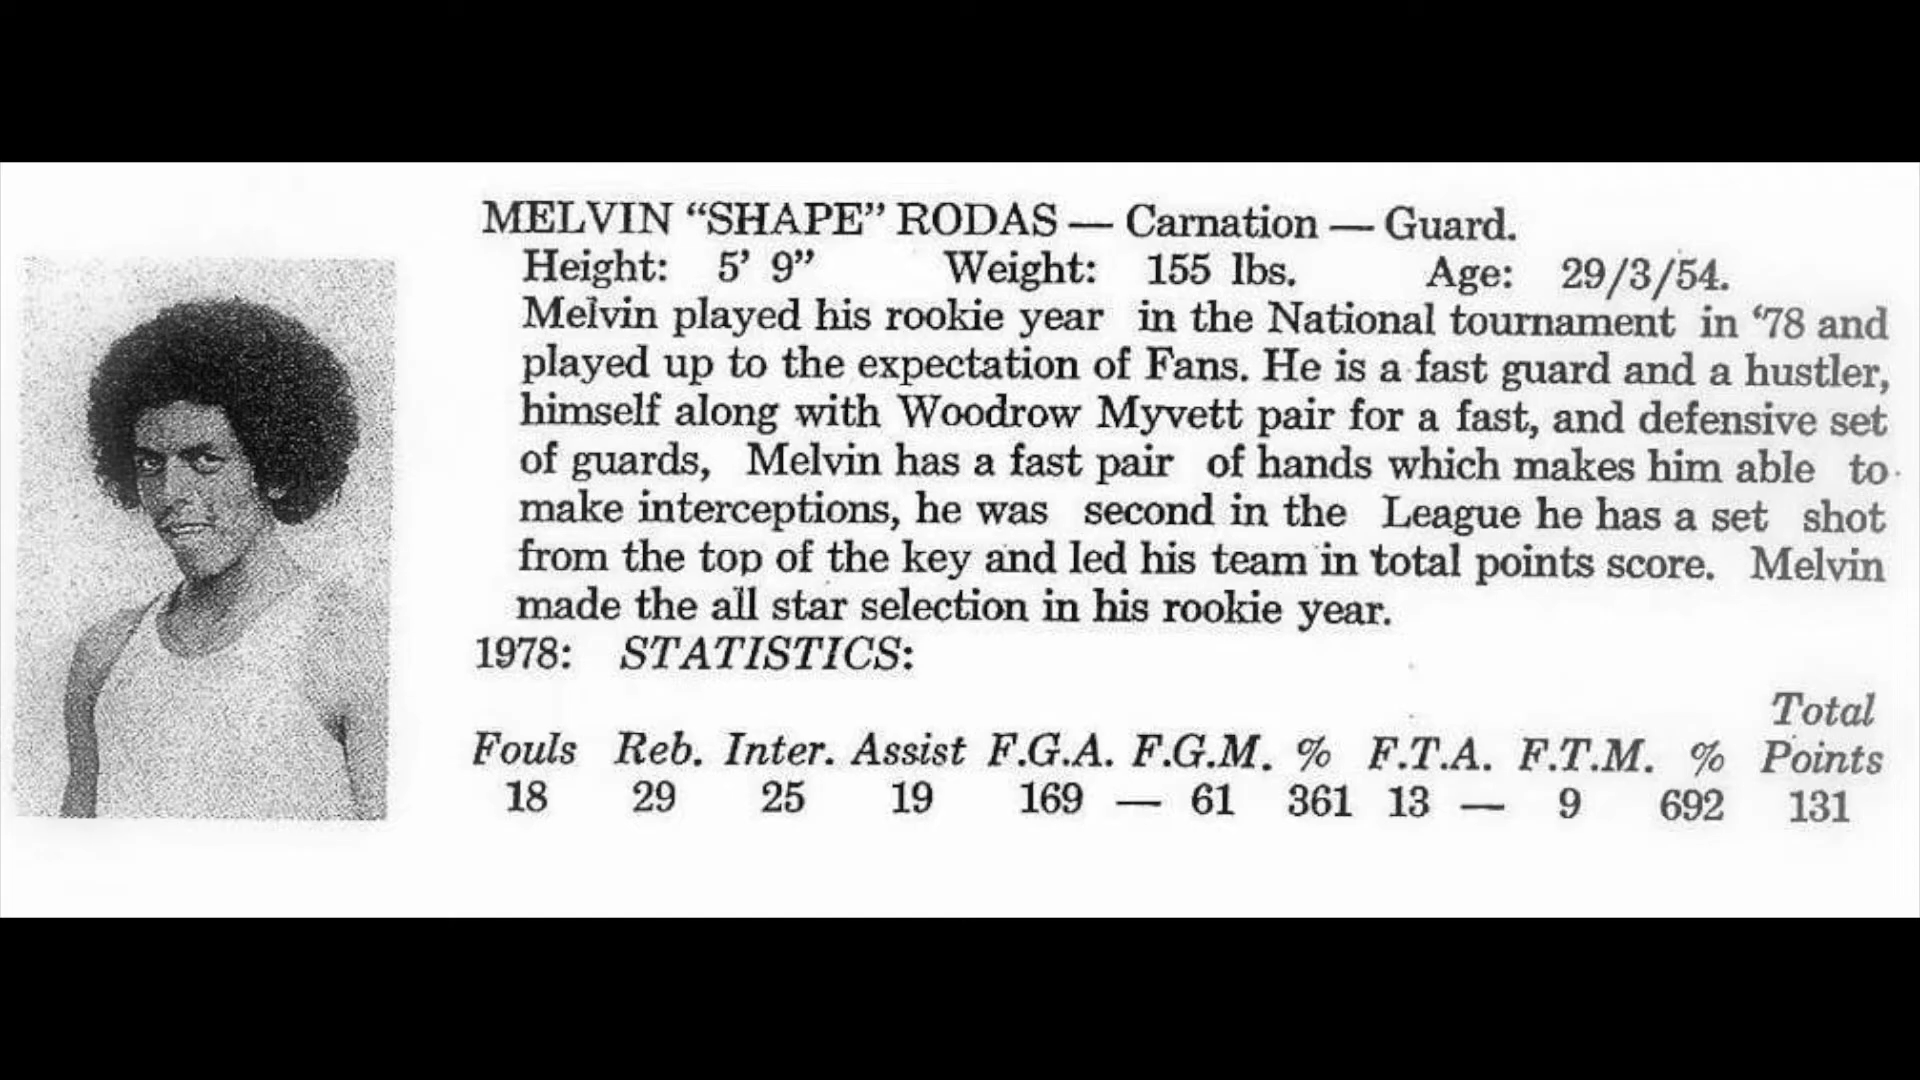 MELVIN “SHAPE” RODAS — Carnation — Guard.
Height: 5’ 9” Weight: 155 lbs. Age: 29/3/54.
Melvin played his rookie year in the National tournament in ‘78 and
played up to the expectation of Fans. He is a fast guard and a hustler,
himself along with Woodrow Myvett pair for a fast, and defensive set
of guards, Melvin has a fast pair of hands which makes him able to
make interceptions, he was second in the League he has a set shot
from the top of the key and led his team in total points score. Melvin
made the all star selection in his rookie year.
1978: STATISTICS:
Total
Fouls Reb. Inter. Assist F.G.A. F.G.M. % F.T.A. F.T.M. % Points
18 29 25 19 169 — 61 361 13 — 9 692 131